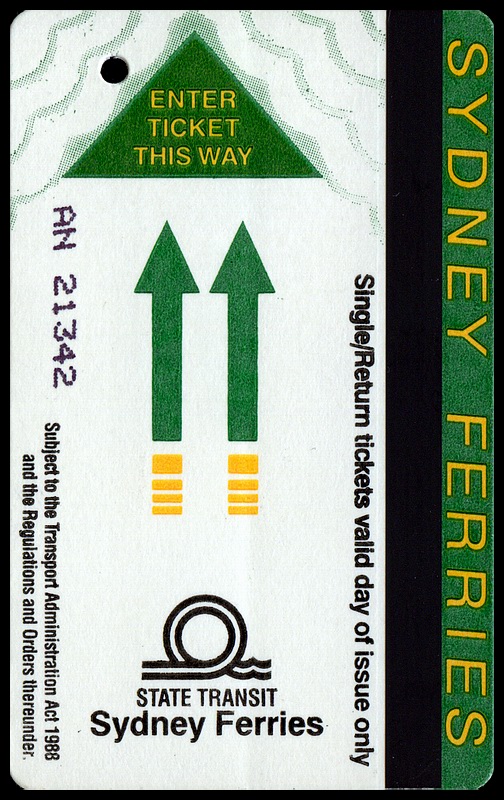 ENTER
TICKET
THIS WAY
SYDNEY FERRIES
Single/Return tickets valid day of issue only
AN 21342
Subject to the Transport Administration Act 1988
and the Regulations and Orders thereunder.
STATE TRANSIT
Sydney Ferries